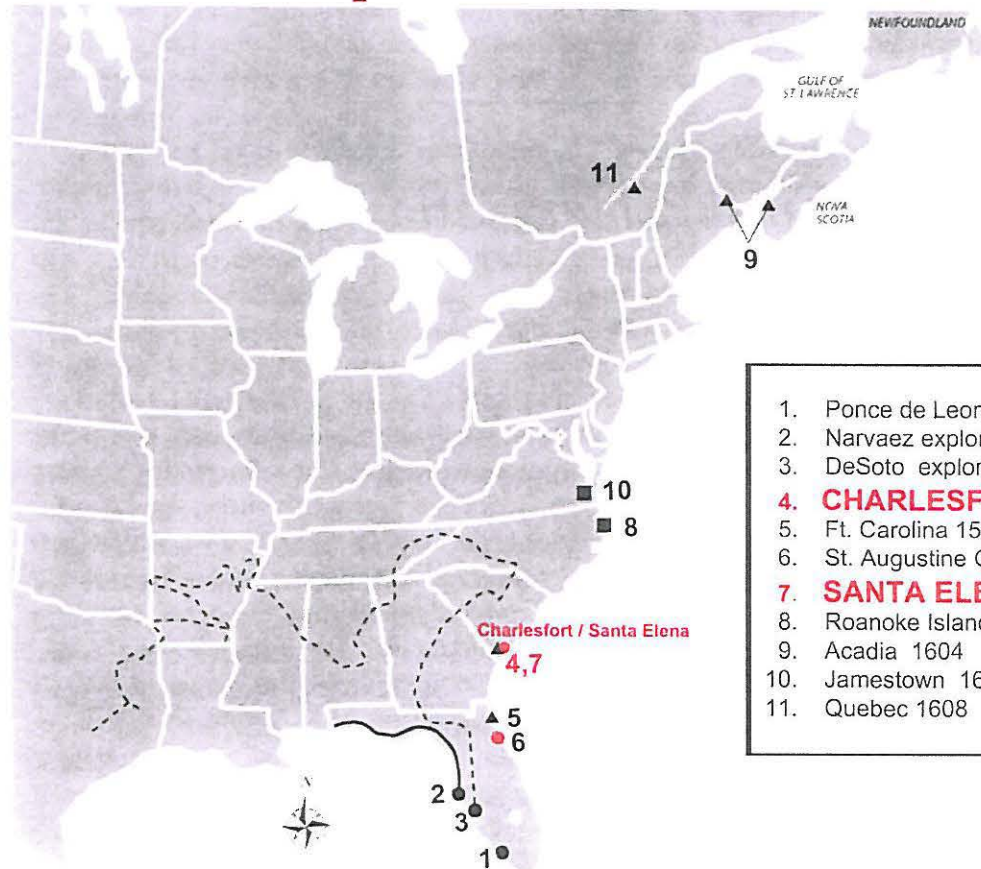 NEWFOUNDLAND
GULF OF
ST. LAWRENCE
11
NOVA
SCOTIA
9
10
8
Charlesfort / Santa Elena
4,7
5
6
2
3
1
N
1. Ponce de Leon
2. Narvaez explor
3. DeSoto explor
4. CHARLESF
5. Ft. Carolina 15
6. St. Augustine
7. SANTA ELE
8. Roanoke Island
9. Acadia 1604
10. Jamestown 16
11. Quebec 1608